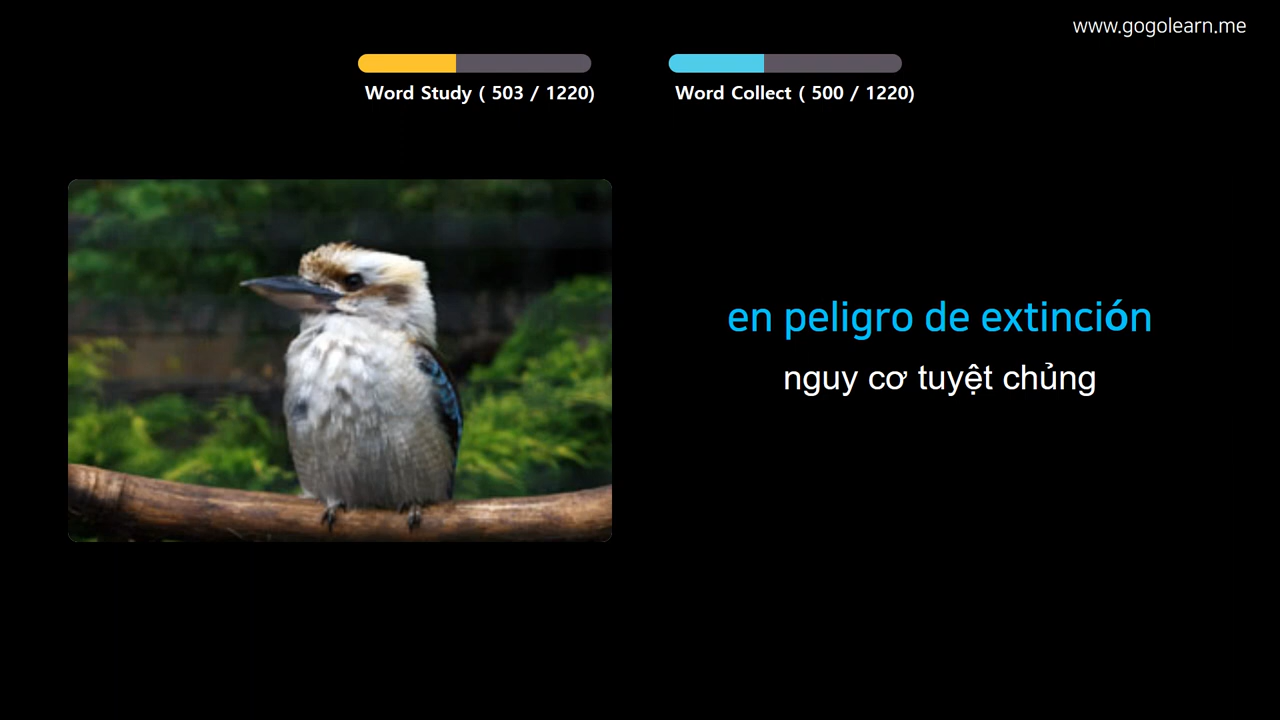 www.gogolearn.me
Word Study ( 503 / 1220)
Word Collect ( 500 / 1220)
en peligro de extinción
nguy cơ tuyệt chủng